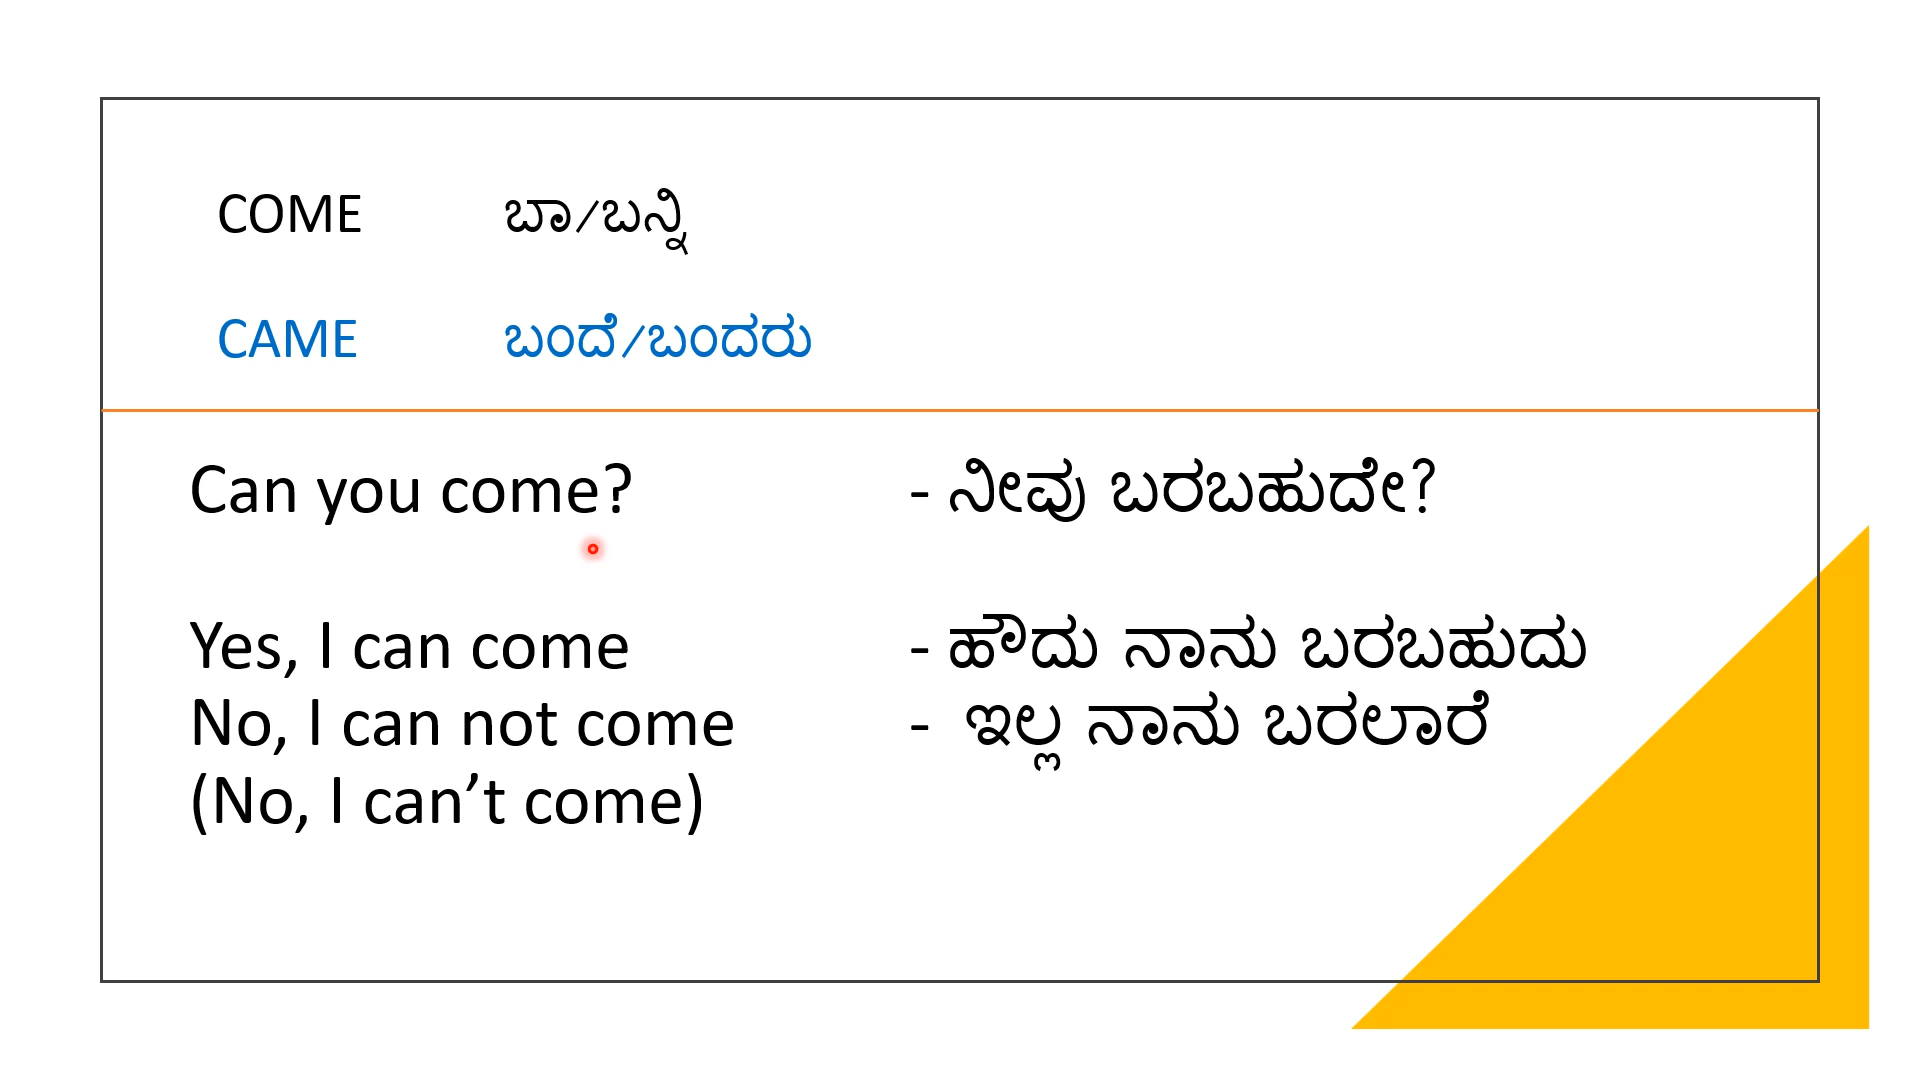 COME ಬಾ/ಬನ್ನಿ
CAME ಬಂದೆ/ಬಂದರು
Can you come? - ನೀವು ಬರಬಹುದೇ?
Yes, I can come - ಹೌದು ನಾನು ಬರಬಹುದು
No, I can not come - ಇಲ್ಲ ನಾನು ಬರಲಾರೆ
(No, I can’t come)